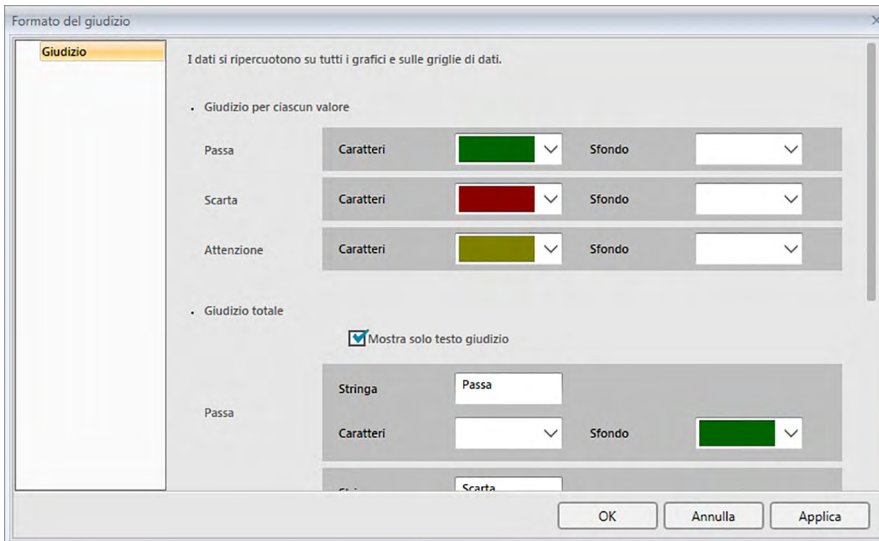 Formato del giudizio
Giudizio
I dati si ripercuotono su tutti i grafici e sulle griglie di dati.
Giudizio per ciascun valore
Passa Caratteri Sfondo
Scarta Caratteri Sfondo
Attenzione Caratteri Sfondo
Giudizio totale
Mostra solo testo giudizio
Stringa Passa
Passa
Caratteri Sfondo
Scarta
OK Annulla Applica